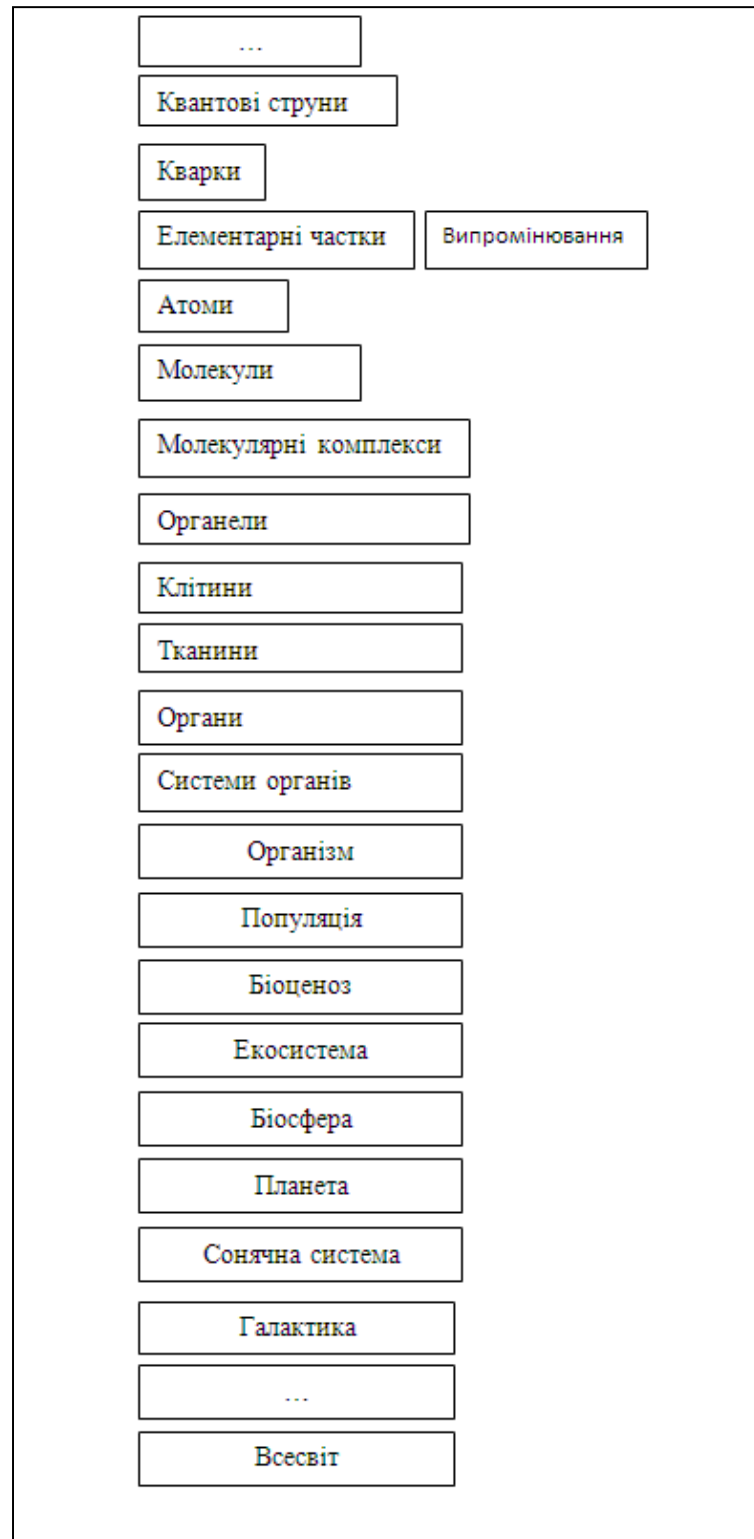 ...
Квантові струни
Кварки
Елементарні частки Випромінювання
Атоми
Молекули
Молекулярні комплекси
Органели
Клітини
Тканини
Органи
Системи органів
Організм
Популяція
Біоценоз
Екосистема
Біосфера
Планета
Сонячна система
Галактика
...
Всесвіт